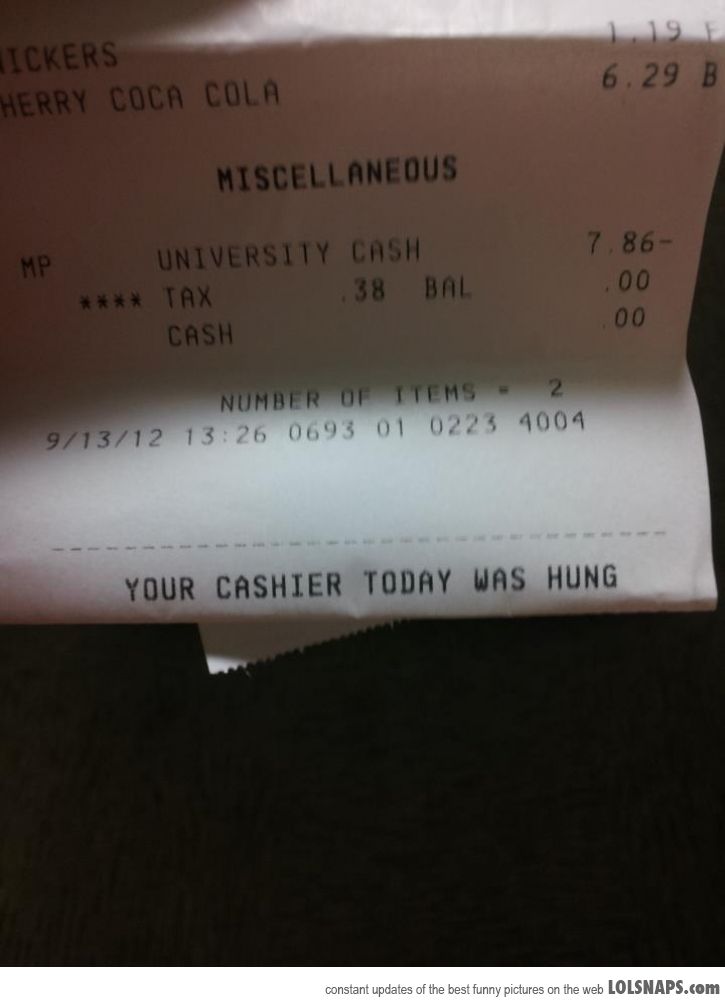 ICKERS 1.19 F
HERRY COCA COLA 6.29 B
MISCELLANEOUS
MP UNIVERSITY CASH 7.86-
**** TAX .38 BAL .00
CASH .00
NUMBER OF ITEMS = 2
9/13/12 13:26 0693 01 0223 4004
YOUR CASHIER TODAY WAS HUNG
constant updates of the best funny pictures on the web LOLSNAPS.com